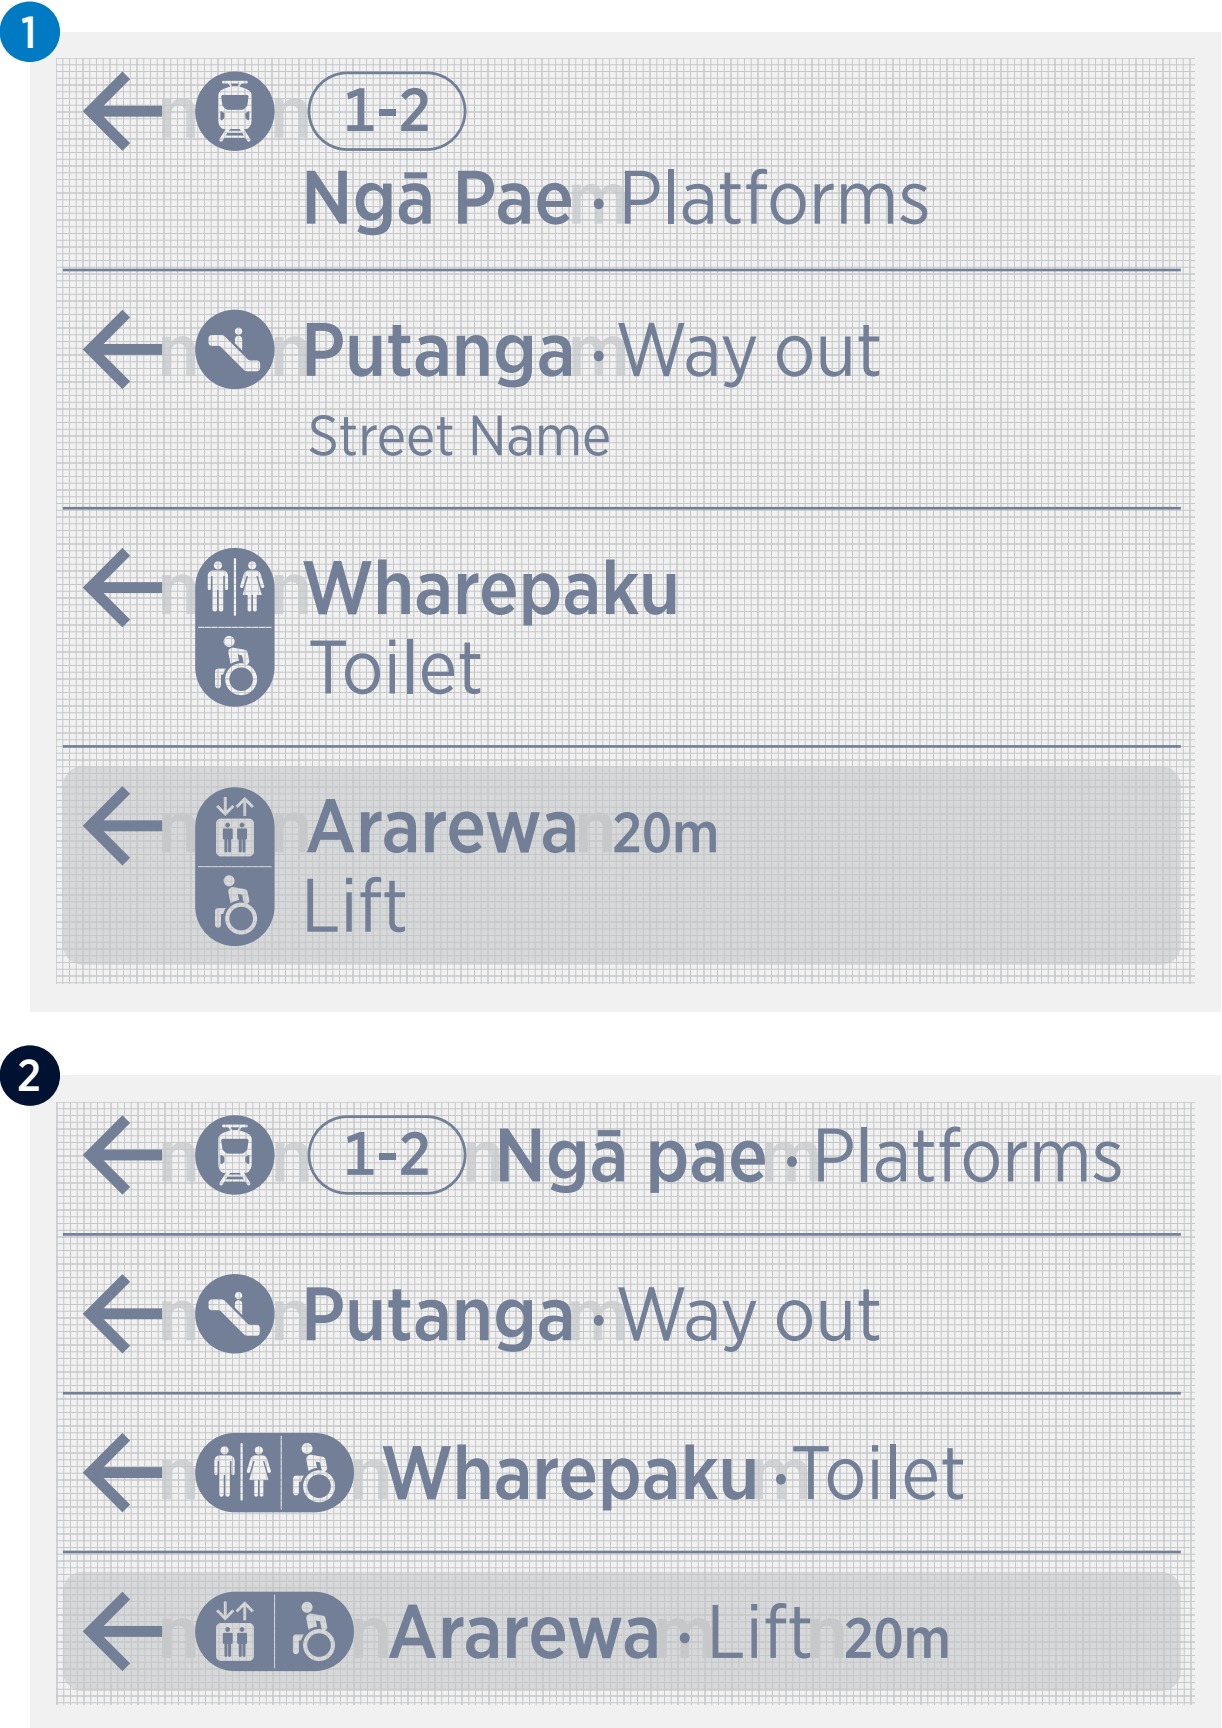 1
n n 1-2
Ngā Pae m · Platforms
n n Putanga m · Way out
Street Name
n n Wharepaku
Toilet
n n Ararewa n 20m
Lift
2
n n 1-2 n Ngā pae m · Platforms
n n Putanga m · Way out
n n Wharepaku m · Toilet
n n Ararewa m · Lift n 20m